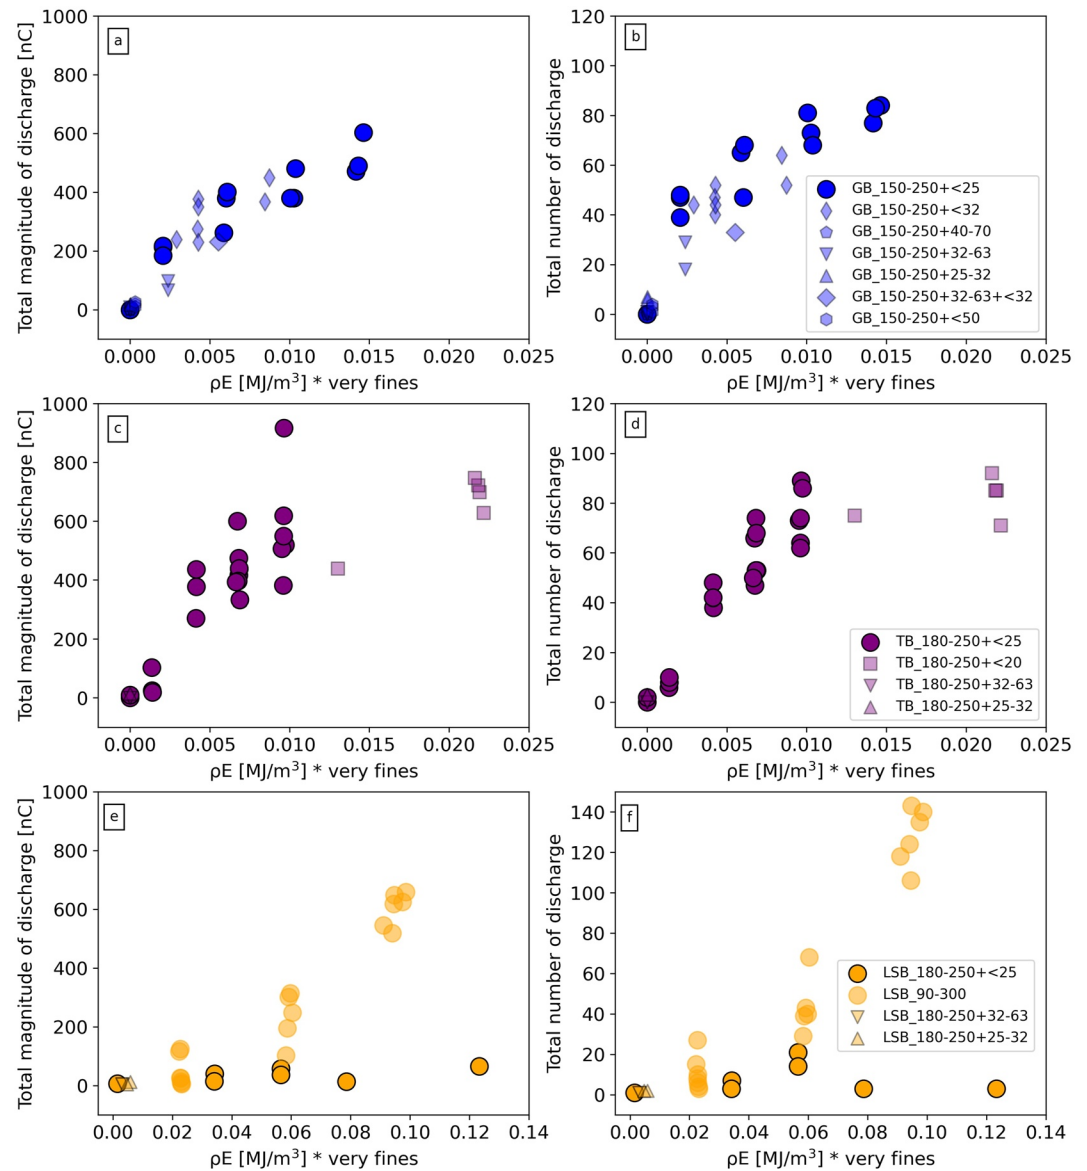 a
Total magnitude of discharge [nC]
1000
800
600
400
200
0
0.000 0.005 0.010 0.015 0.020 0.025
ρE [MJ/m³] * very fines
b
Total number of discharge
120
100
80
60
40
20
0
GB_150-250+<25
GB_150-250+<32
GB_150-250+40-70
GB_150-250+32-63
GB_150-250+25-32
GB_150-250+32-63+<32
GB_150-250+<50
0.000 0.005 0.010 0.015 0.020 0.025
ρE [MJ/m³] * very fines
c
Total magnitude of discharge [nC]
1000
800
600
400
200
0
0.000 0.005 0.010 0.015 0.020 0.025
ρE [MJ/m³] * very fines
d
Total number of discharge
120
100
80
60
40
20
0
TB_180-250+<25
TB_180-250+<20
TB_180-250+32-63
TB_180-250+25-32
0.000 0.005 0.010 0.015 0.020 0.025
ρE [MJ/m³] * very fines
e
Total magnitude of discharge [nC]
1000
800
600
400
200
0
0.00 0.02 0.04 0.06 0.08 0.10 0.12 0.14
ρE [MJ/m³] * very fines
f
Total number of discharge
140
120
100
80
60
40
20
0
LSB_180-250+<25
LSB_90-300
LSB_180-250+32-63
LSB_180-250+25-32
0.00 0.02 0.04 0.06 0.08 0.10 0.12 0.14
ρE [MJ/m³] * very fines